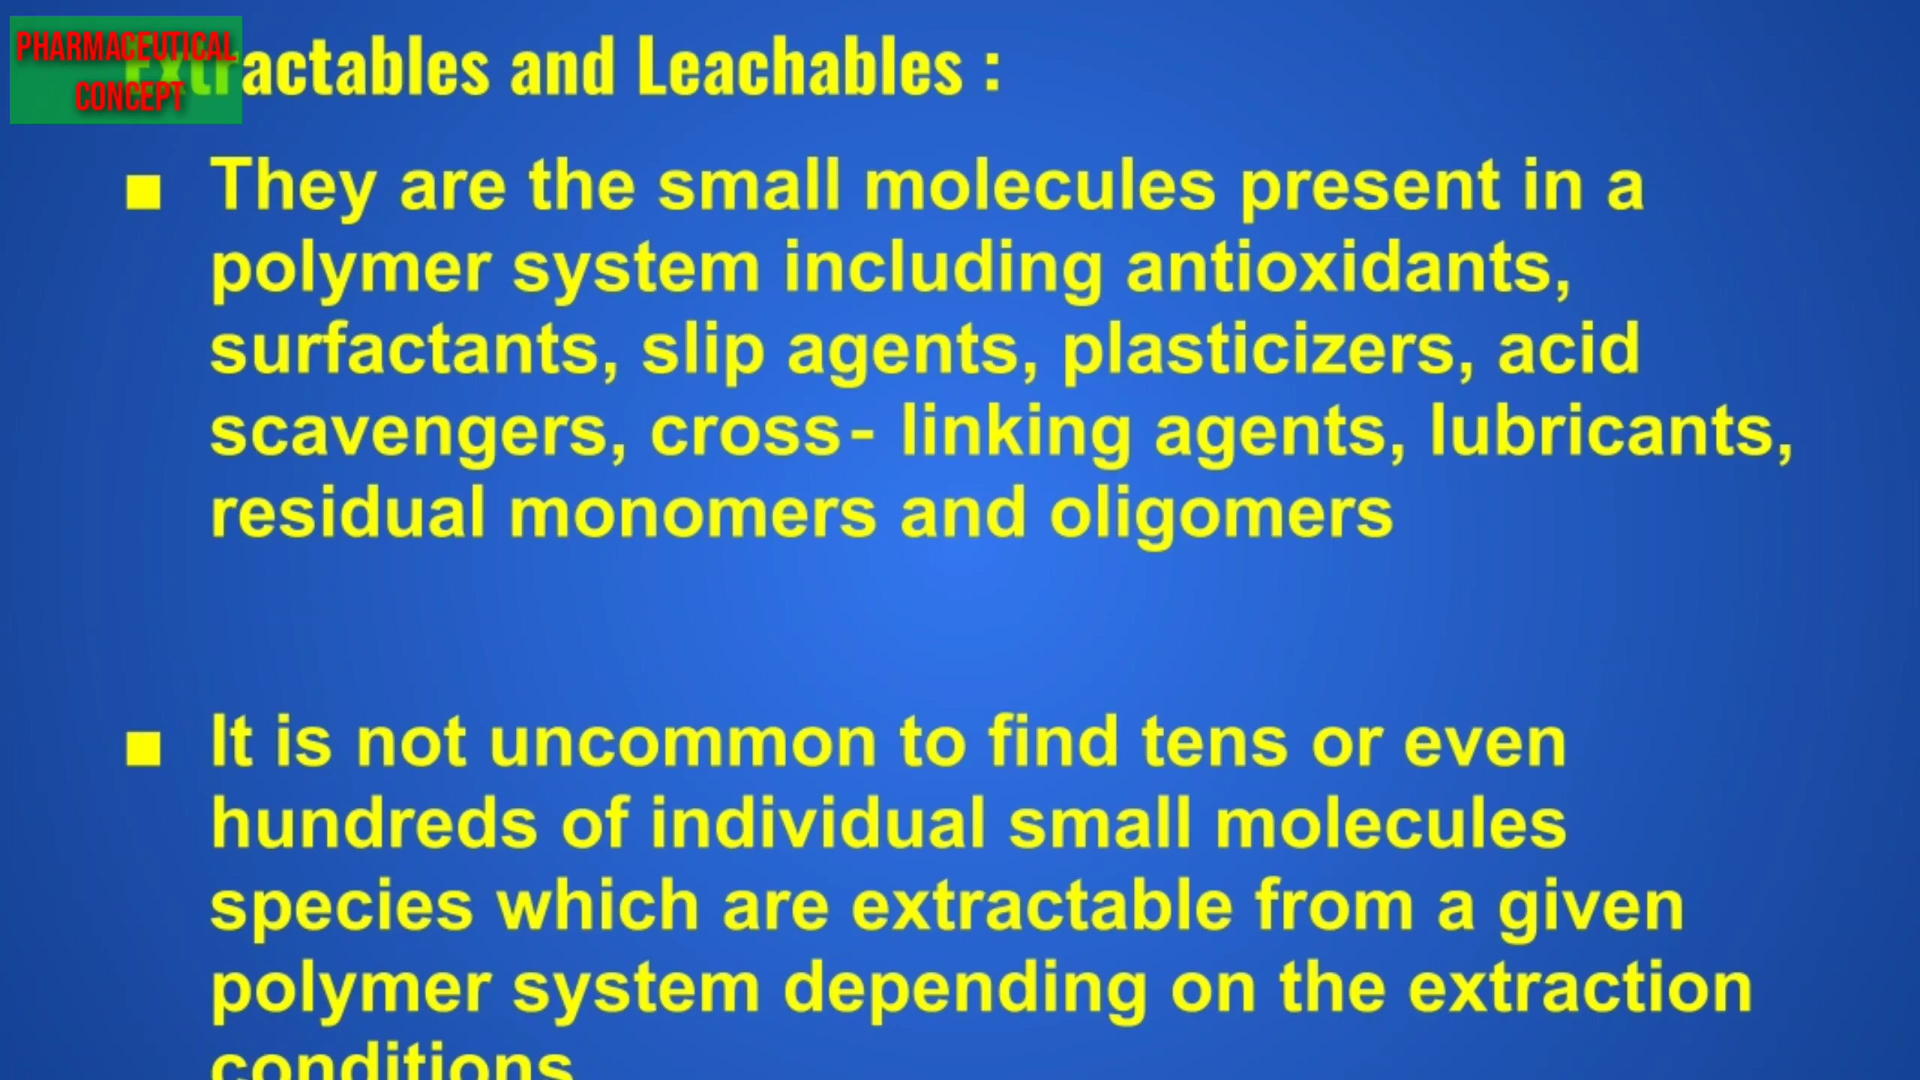 PHARMACEUTICAL
CONCEPT
Extractables and Leachables :
■ They are the small molecules present in a
polymer system including antioxidants,
surfactants, slip agents, plasticizers, acid
scavengers, cross- linking agents, lubricants,
residual monomers and oligomers
■ It is not uncommon to find tens or even
hundreds of individual small molecules
species which are extractable from a given
polymer system depending on the extraction
conditions